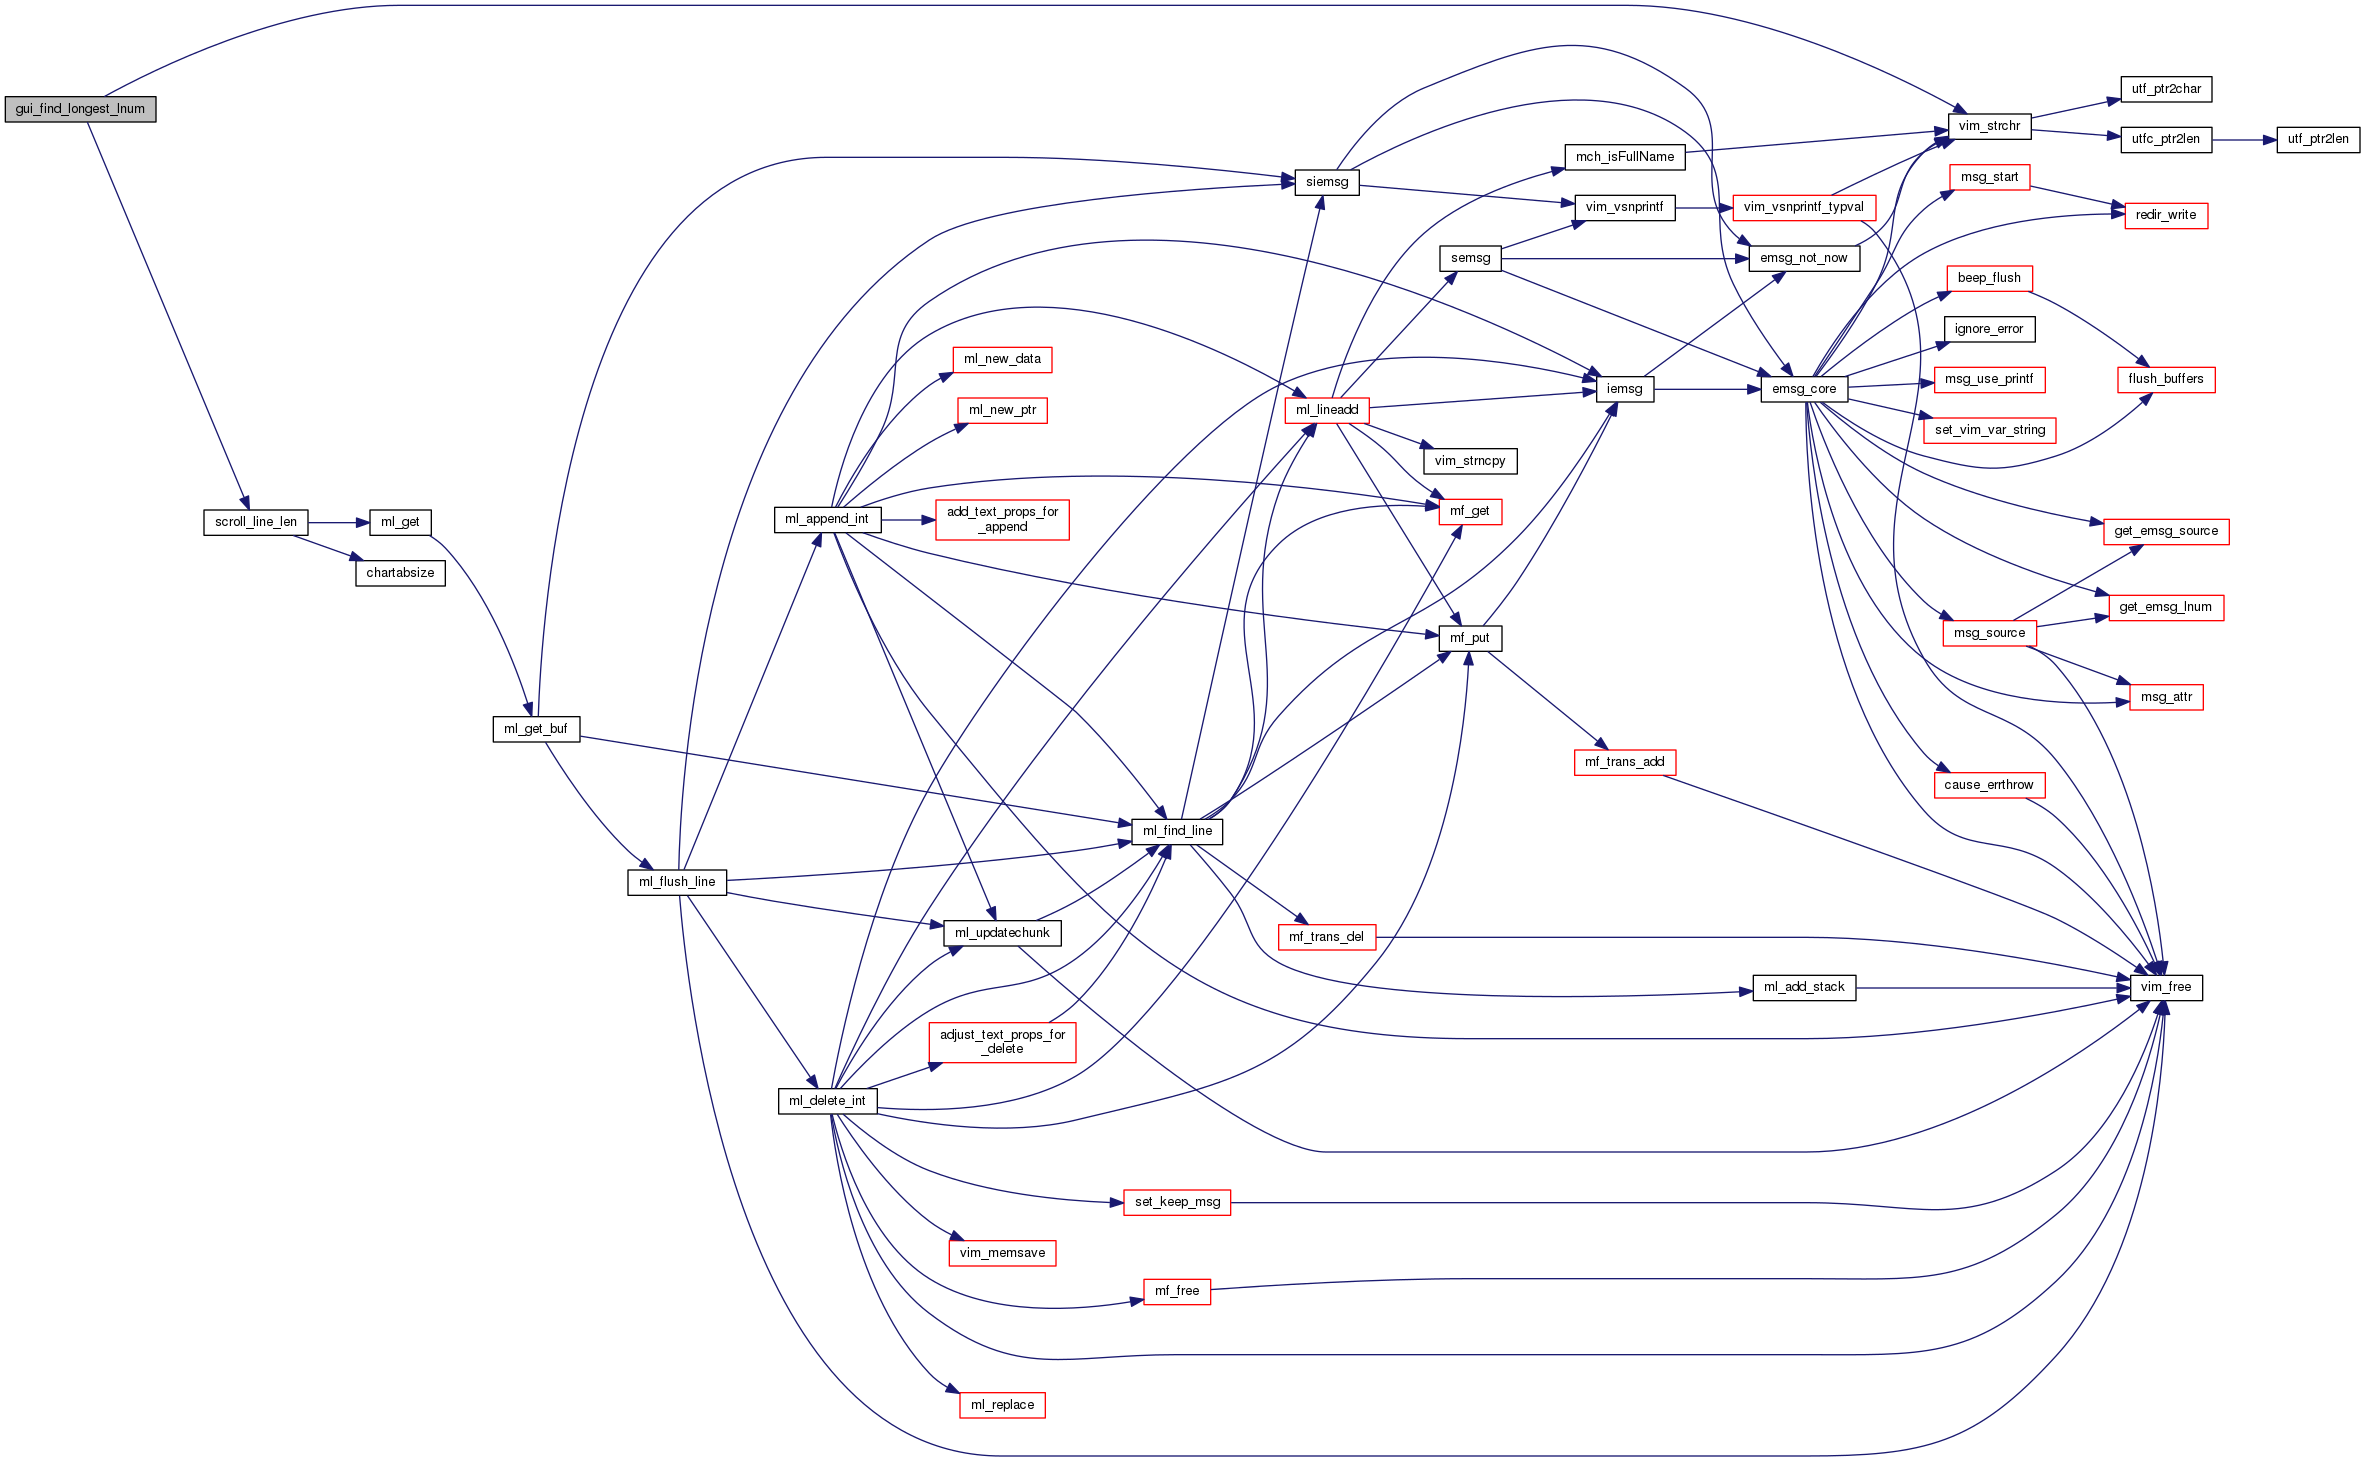 gui_find_longest_lnum
scroll_line_len
ml_get
chartabsize
ml_get_buf
ml_flush_line
ml_append_int
ml_delete_int
ml_new_data
ml_new_ptr
add_text_props_for
_append
ml_updatechunk
adjust_text_props_for
_delete
set_keep_msg
vim_memsave
mf_free
ml_replace
ml_find_line
siemsg
ml_lineadd
mf_trans_del
semsg
vim_strncpy
mf_get
mf_put
mch_isFullName
vim_vsnprintf
iemsg
mf_trans_add
vim_vsnprintf_typval
emsg_not_now
emsg_core
ml_add_stack
vim_strchr
msg_start
beep_flush
ignore_error
msg_use_printf
set_vim_var_string
msg_source
cause_errthrow
utf_ptr2char
utfc_ptr2len
utf_ptr2len
redir_write
flush_buffers
get_emsg_source
get_emsg_lnum
msg_attr
vim_free